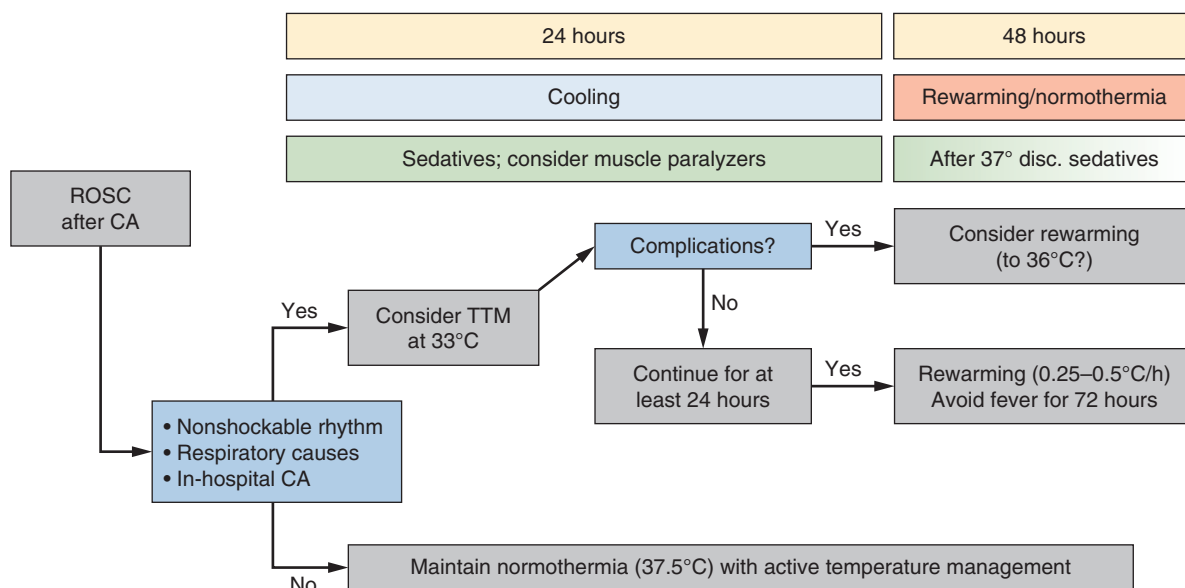 24 hours
48 hours
Cooling
Rewarming/normothermia
Sedatives; consider muscle paralyzers
After 37° disc. sedatives
ROSC
after CA
Complications?
Yes
Consider rewarming
(to 36°C?)
Yes
Consider TTM
at 33°C
No
Continue for at
least 24 hours
Yes
Rewarming (0.25–0.5°C/h)
Avoid fever for 72 hours
• Nonshockable rhythm
• Respiratory causes
• In-hospital CA
No
Maintain normothermia (37.5°C) with active temperature management